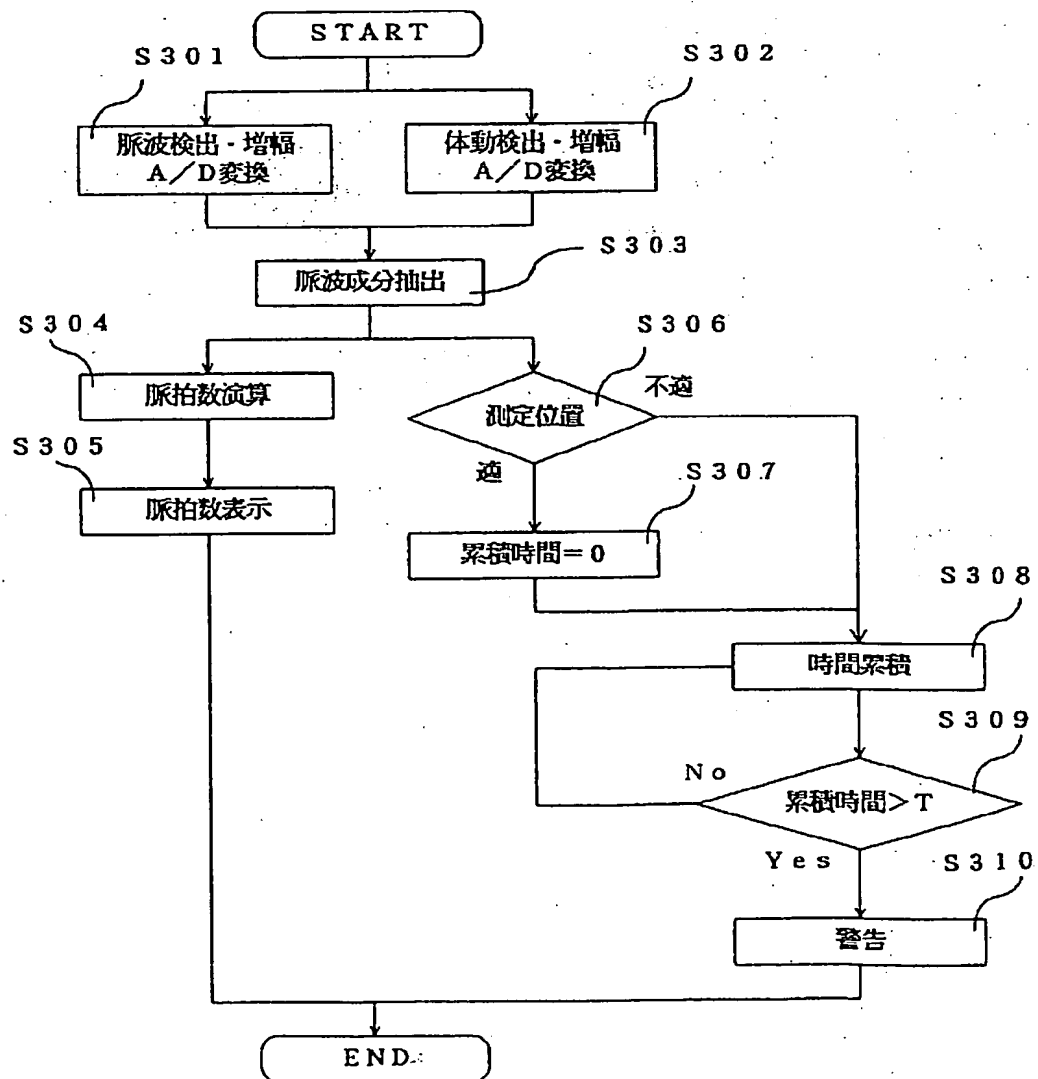 START
S301
S302
脈波検出・増幅
A/D変換
体動検出・増幅
A/D変換
S303
脈波成分抽出
S304
S306
脈拍数演算
測定位置
不適
S305
適
S307
脈拍数表示
累積時間=0
S308
時間累積
S309
No
累積時間>T
Yes
S310
警告
END